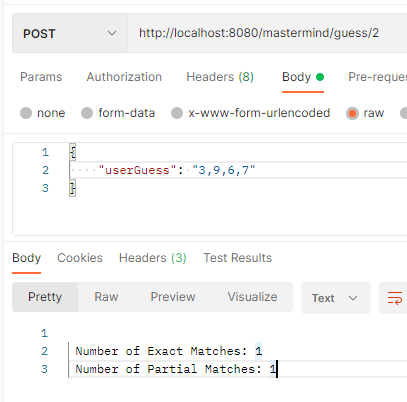 POST http://localhost:8080/mastermind/guess/2
Params Authorization Headers (8) Body Pre-reque
none form-data x-www-form-urlencoded raw
1 {
2 "userGuess": "3,9,6,7"
3 }
Body Cookies Headers (3) Test Results
Pretty Raw Preview Visualize Text
1
2 Number of Exact Matches: 1
3 Number of Partial Matches: 1